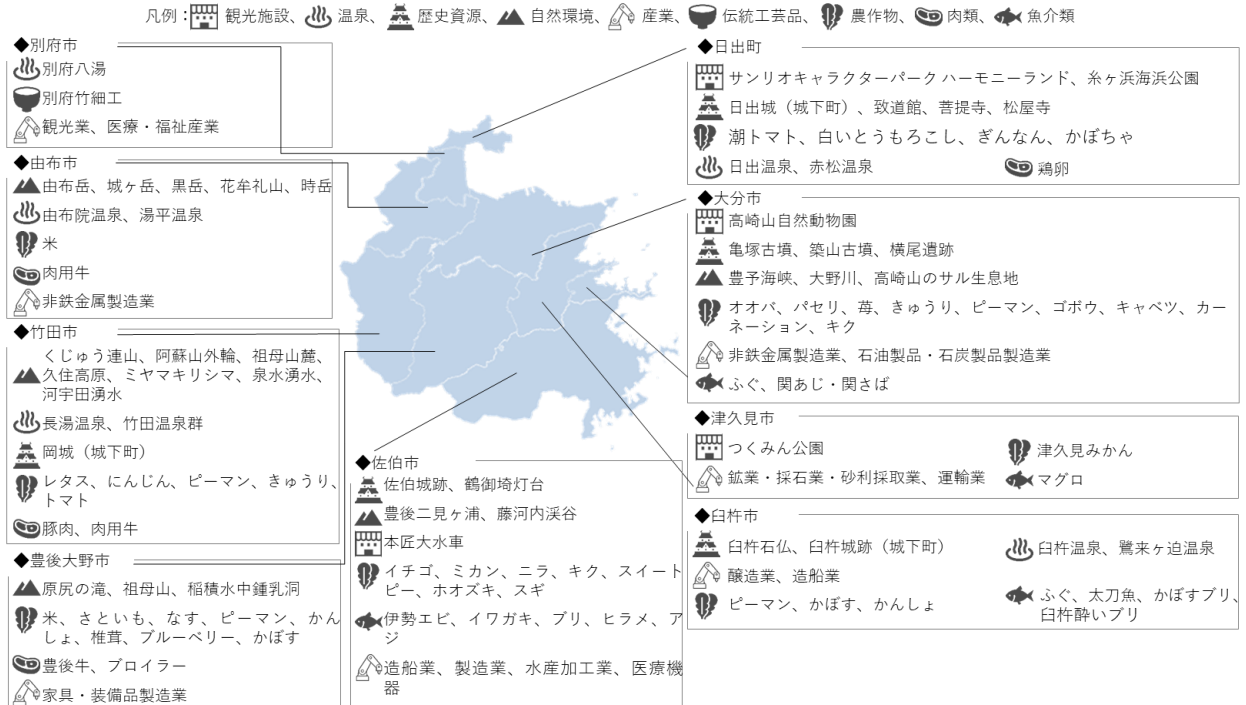 凡例：観光施設、温泉、歴史資源、自然環境、産業、伝統工芸品、農作物、肉類、魚介類
◆別府市
別府八湯
別府竹細工
観光業、医療・福祉産業
◆由布市
由布岳、城ヶ岳、黒岳、花牟礼山、時岳
由布院温泉、湯平温泉
米
肉用牛
非鉄金属製造業
◆竹田市
くじゅう連山、阿蘇山外輪、祖母山麓、
久住高原、ミヤマキリシマ、泉水湧水、
河宇田湧水
長湯温泉、竹田温泉群
岡城（城下町）
レタス、にんじん、ピーマン、きゅうり、
トマト
豚肉、肉用牛
◆豊後大野市
原尻の滝、祖母山、稲積水中鍾乳洞
米、さといも、なす、ピーマン、かん
しょ、椎茸、ブルーベリー、かぼす
豊後牛、ブロイラー
家具・装備品製造業
◆佐伯市
佐伯城跡、鶴御埼灯台
豊後二見ヶ浦、藤河内渓谷
本匠大水車
イチゴ、ミカン、ニラ、キク、スイート
ピー、ホオズキ、スギ
伊勢エビ、イワガキ、ブリ、ヒラメ、ア
ジ
造船業、製造業、水産加工業、医療機
器
◆日出町
サンリオキャラクターパーク ハーモニーランド、糸ヶ浜海浜公園
日出城（城下町）、致道館、菩提寺、松屋寺
潮トマト、白いとうもろこし、ぎんなん、かぼちゃ
日出温泉、赤松温泉
鶏卵
◆大分市
高崎山自然動物園
亀塚古墳、築山古墳、横尾遺跡
豊予海峡、大野川、高崎山のサル生息地
オオバ、パセリ、苺、きゅうり、ピーマン、ゴボウ、キャベツ、カー
ネーション、キク
非鉄金属製造業、石油製品・石炭製品製造業
ふぐ、関あじ・関さば
◆津久見市
つくみん公園
津久見みかん
鉱業・採石業・砂利採取業、運輸業
マグロ
◆臼杵市
臼杵石仏、臼杵城跡（城下町）
臼杵温泉、鷺来ヶ迫温泉
醸造業、造船業
ピーマン、かぼす、かんしょ
ふぐ、太刀魚、かぼすブリ、
臼杵酔いブリ